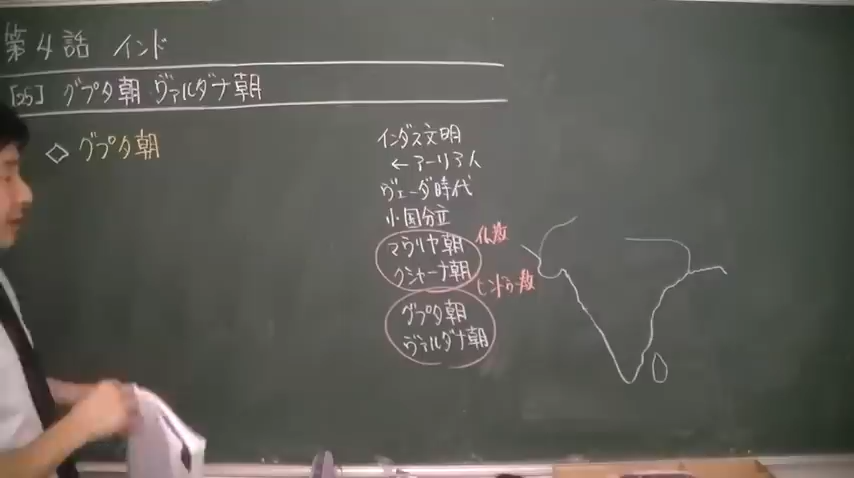 第4話 インド
[25] グプタ朝 ヴァルダナ朝
◇ グプタ朝
インダス文明
← アーリア人
ヴェーダ時代
小国分立
マウリヤ朝
仏教
クシャーナ朝
ヒンドゥー教
グプタ朝
ヴァルダナ朝